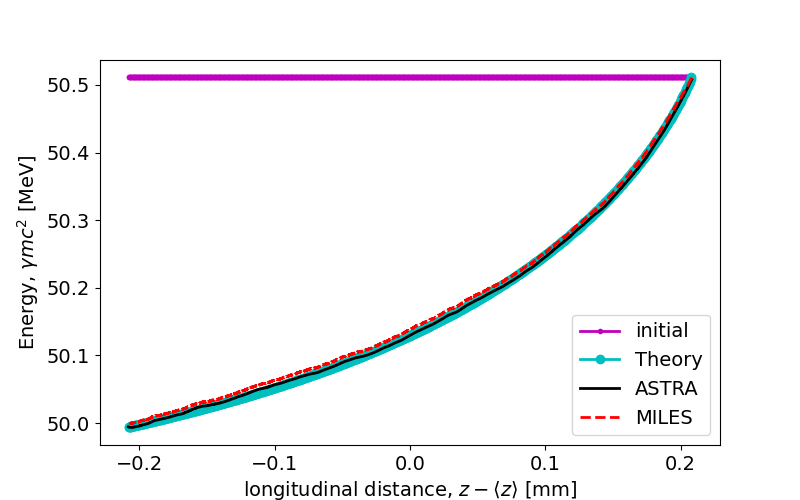 50.5
50.4
50.3
50.2
50.1
50.0
Energy, γmc² [MeV]
−0.2 −0.1 0.0 0.1 0.2
longitudinal distance, z − ⟨z⟩ [mm]
initial
Theory
ASTRA
MILES